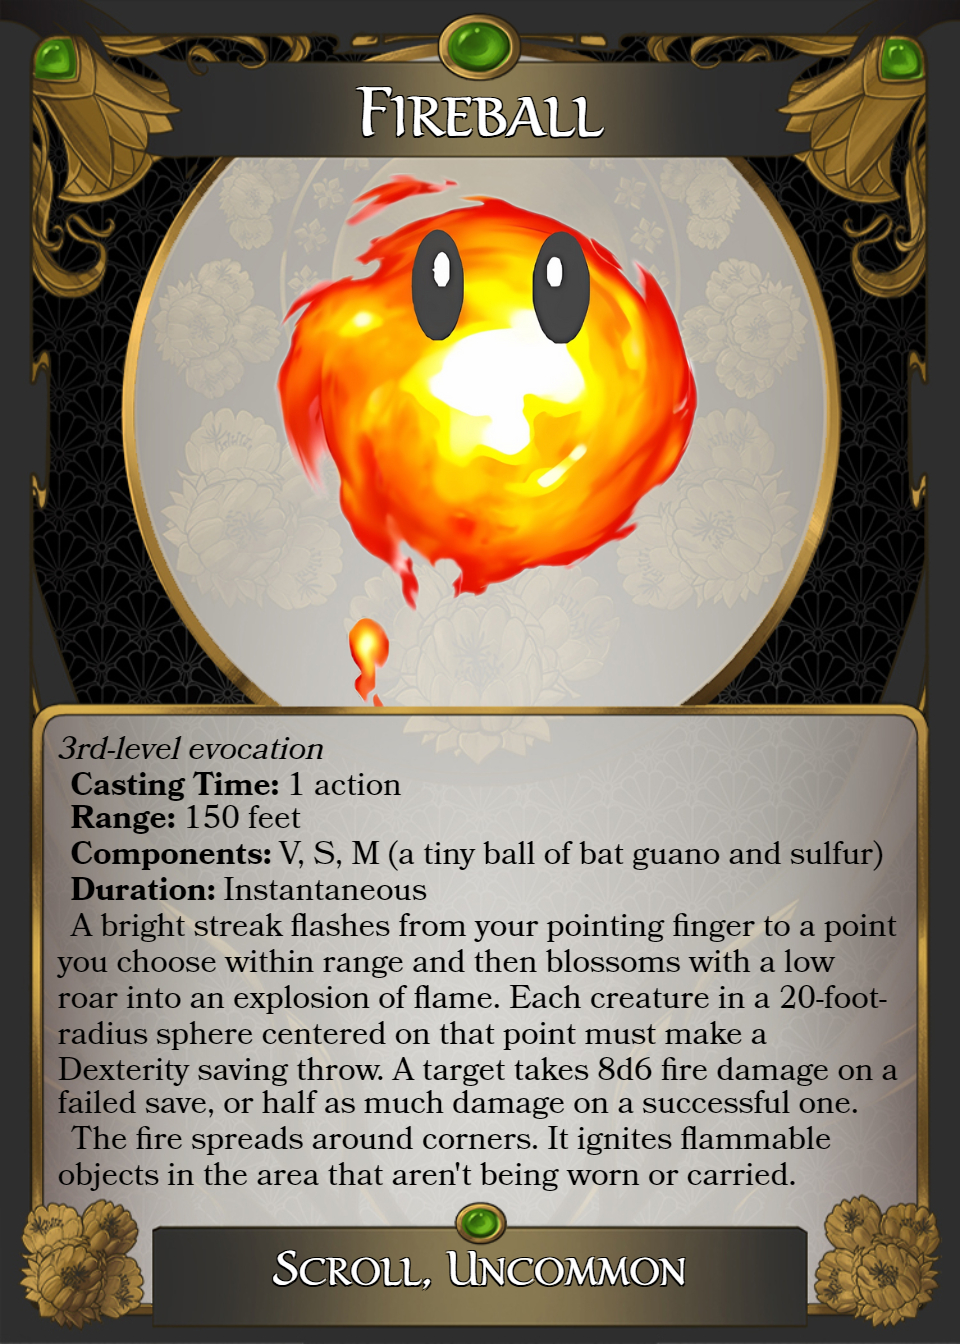 FIREBALL
3rd-level evocation
Casting Time: 1 action
Range: 150 feet
Components: V, S, M (a tiny ball of bat guano and sulfur)
Duration: Instantaneous
A bright streak flashes from your pointing finger to a point
you choose within range and then blossoms with a low
roar into an explosion of flame. Each creature in a 20-foot-
radius sphere centered on that point must make a
Dexterity saving throw. A target takes 8d6 fire damage on a
failed save, or half as much damage on a successful one.
The fire spreads around corners. It ignites flammable
objects in the area that aren't being worn or carried.
SCROLL, UNCOMMON